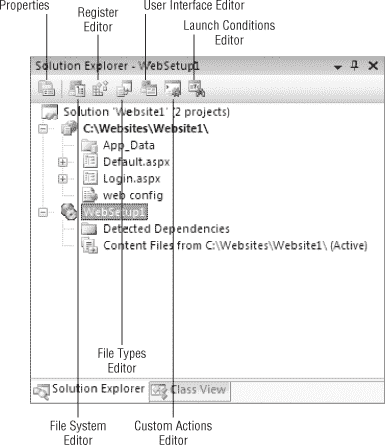 Properties
Register
Editor
User Interface Editor
Launch Conditions
Editor
Solution Explorer - WebSetup1
Solution 'Website1' (2 projects)
C:\Websites\Website1\
App_Data
Default.aspx
Login.aspx
web config
WebSetup1
Detected Dependencies
Content Files from C:\Websites\Website1\ (Active)
File Types
Editor
Solution Explorer
Class View
File System
Editor
Custom Actions
Editor